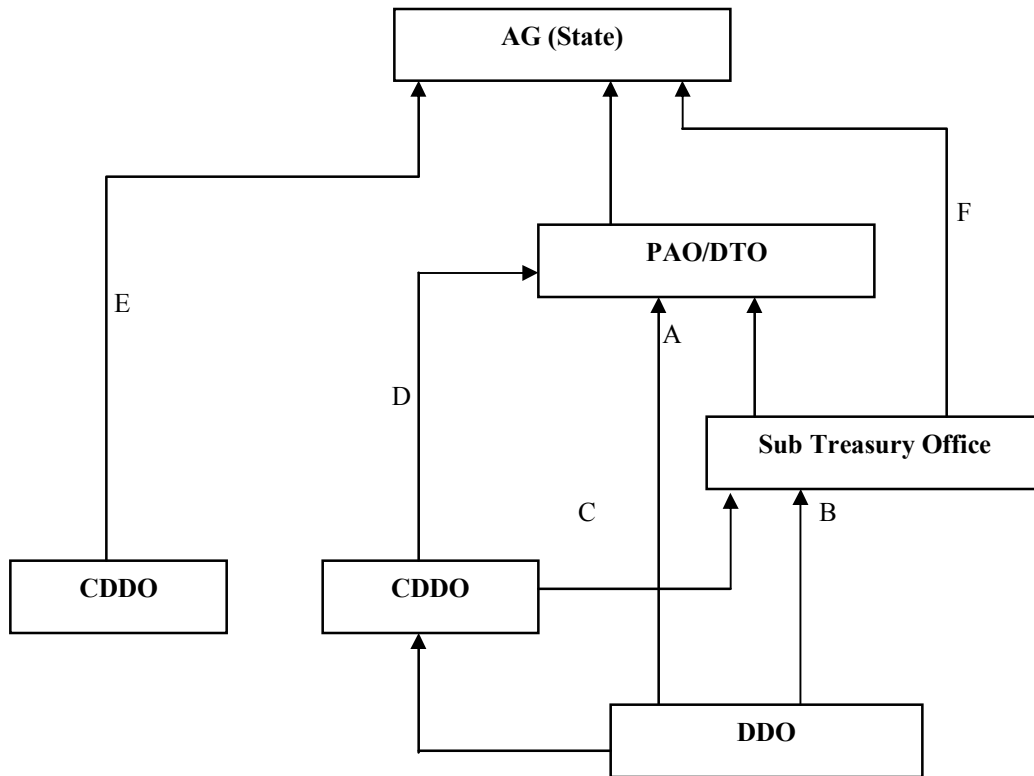 AG (State)
F
PAO/DTO
E
A
D
Sub Treasury Office
C
B
CDDO
CDDO
DDO